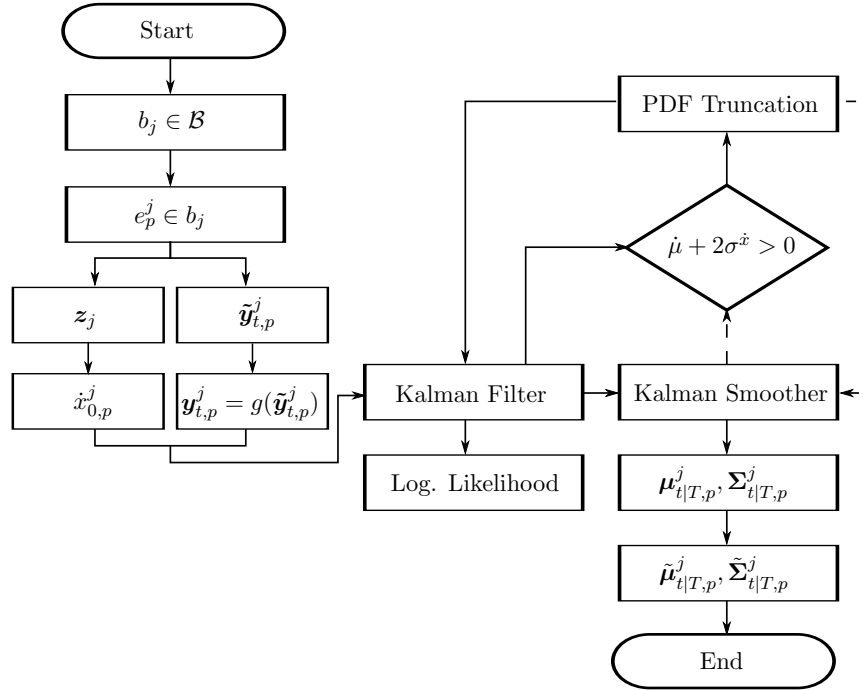 Start
b_j ∈ ℬ
e_p^j ∈ b_j
z_j
ỹ_{t,p}^j
ẋ_{0,p}^j
y_{t,p}^j = g(ỹ_{t,p}^j)
PDF Truncation
μ̇ + 2σ^ẋ > 0
Kalman Filter
Kalman Smoother
Log. Likelihood
μ_{t|T,p}^j, Σ_{t|T,p}^j
μ̃_{t|T,p}^j, Σ̃_{t|T,p}^j
End